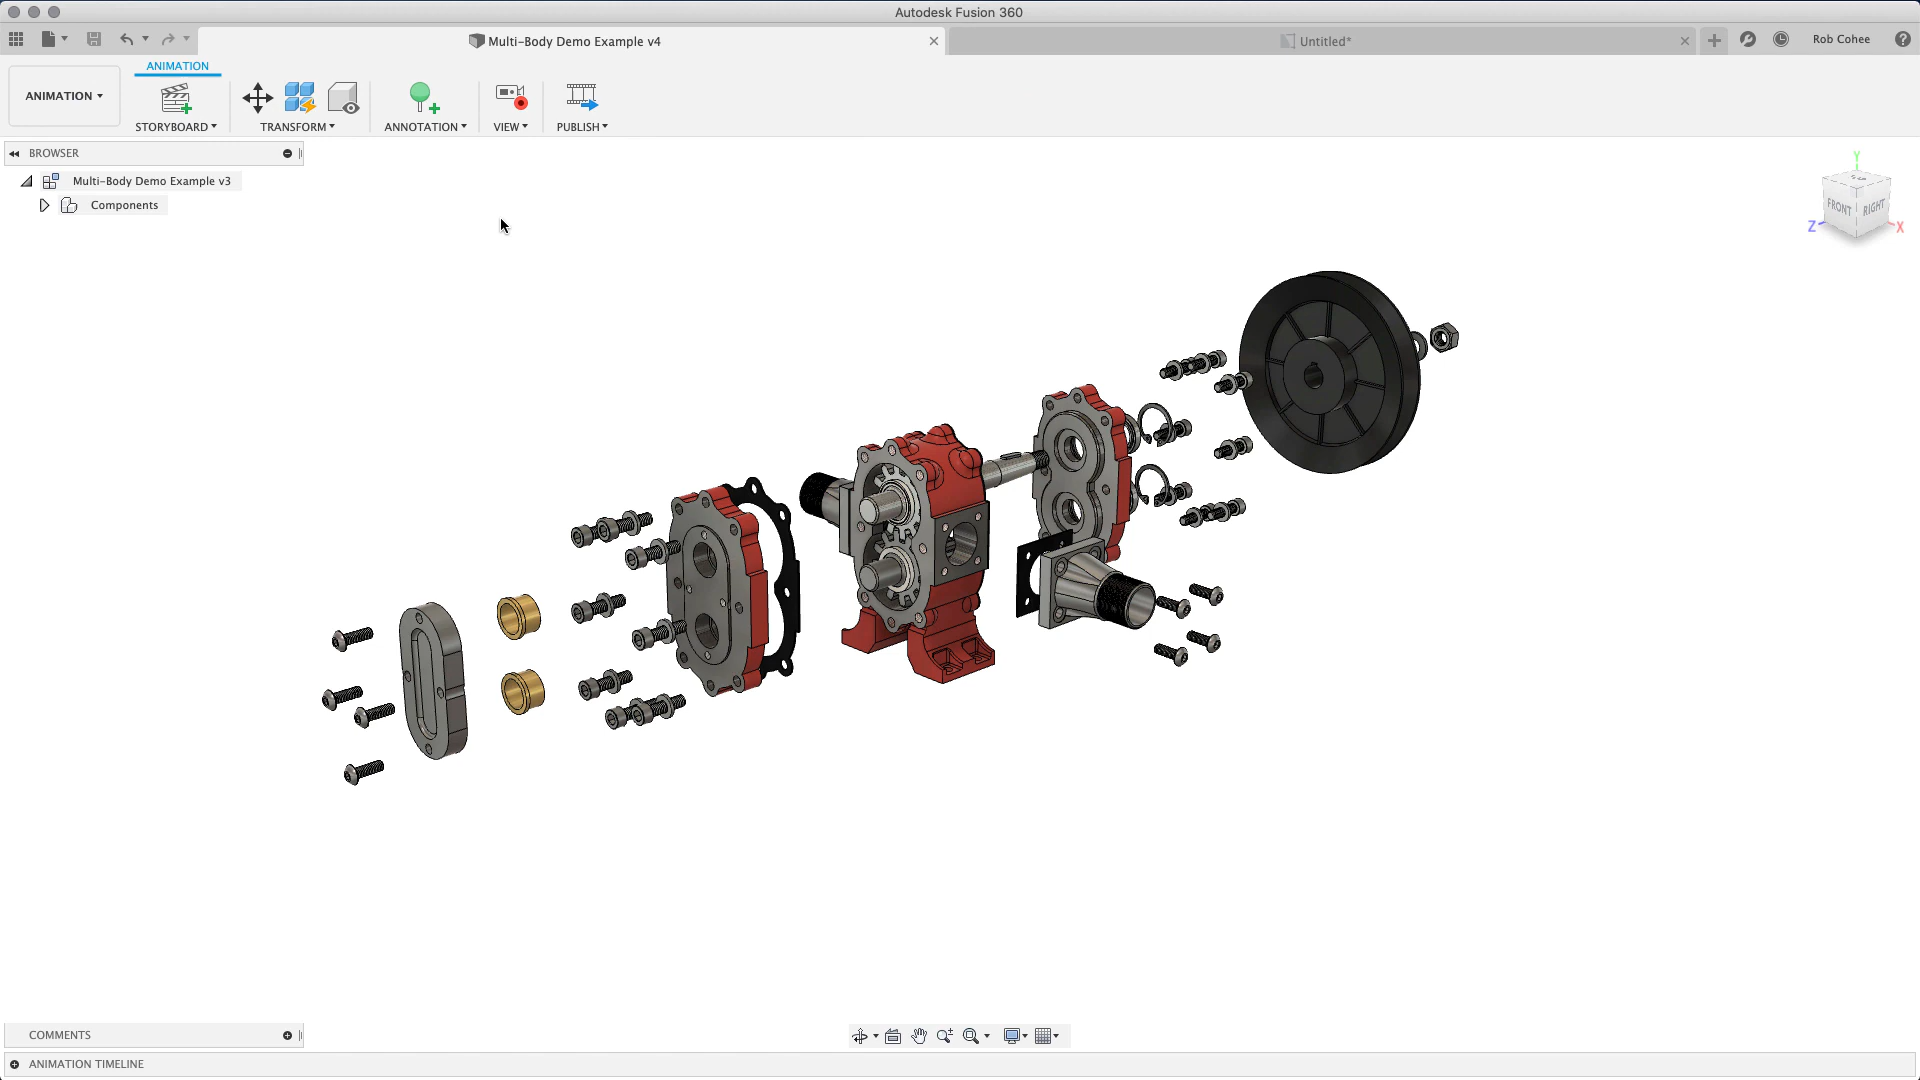 Autodesk Fusion 360
Multi-Body Demo Example v4
Untitled*
Rob Cohee
ANIMATION
ANIMATION
STORYBOARD
TRANSFORM
ANNOTATION
VIEW
PUBLISH
BROWSER
Multi-Body Demo Example v3
Components
Y
FRONT
RIGHT
Z
X
COMMENTS
ANIMATION TIMELINE